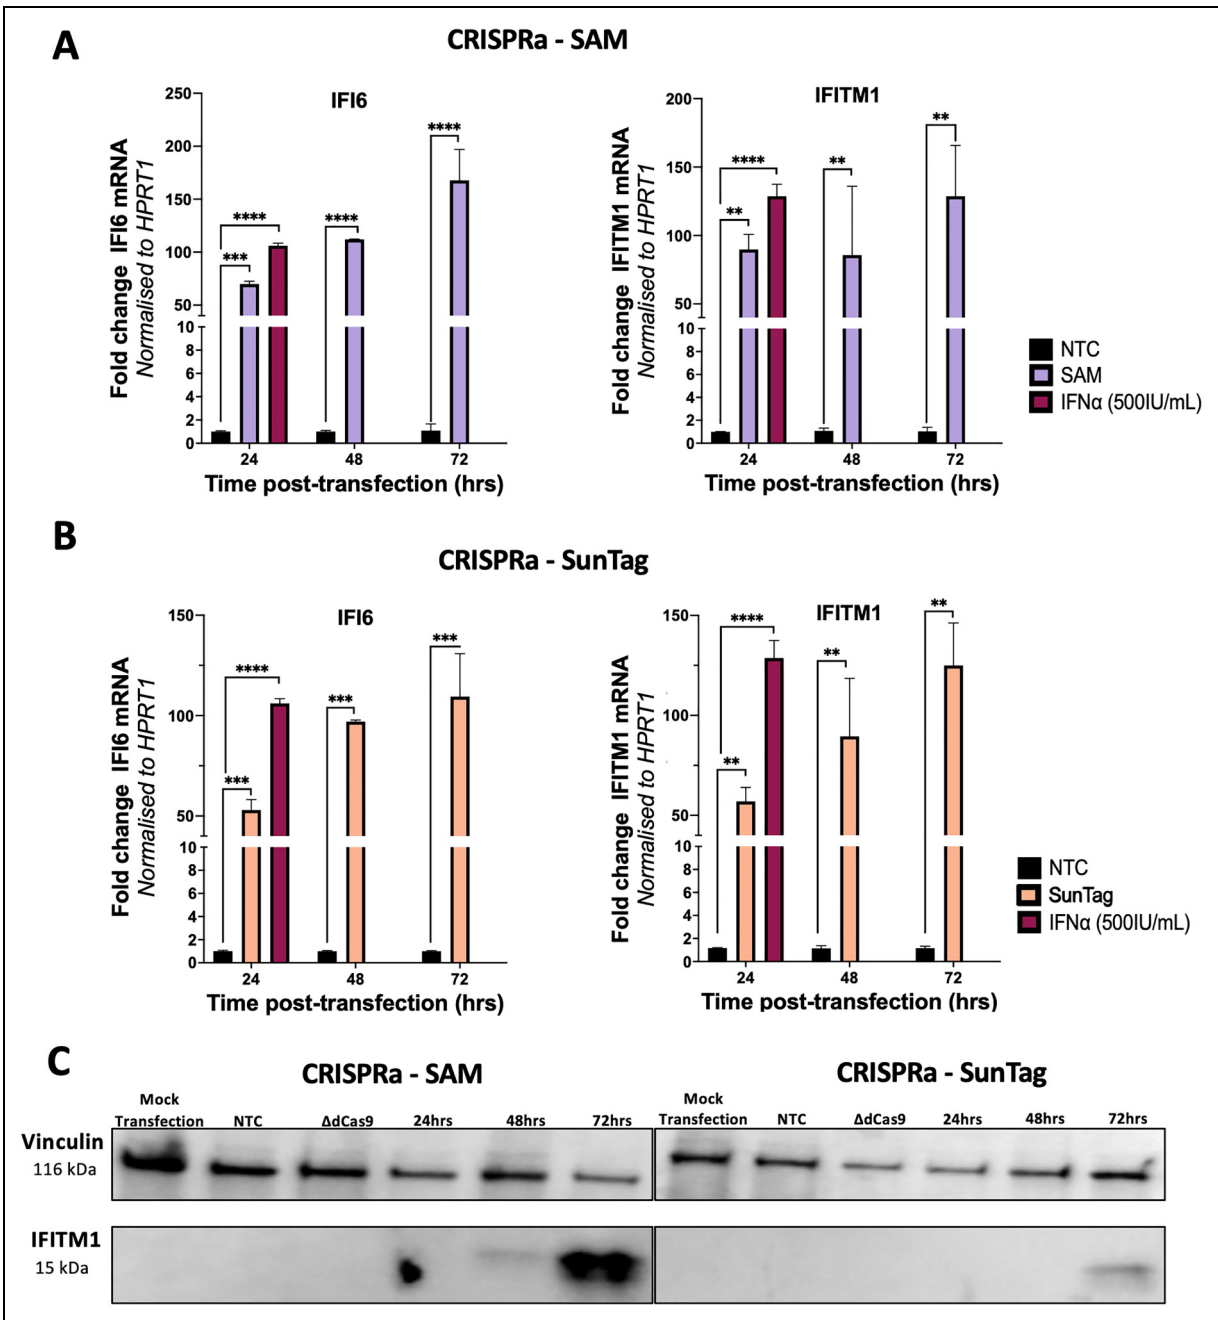 A
CRISPRa - SAM
IFI6
Fold change IFI6 mRNA
Normalised to HPRT1
250
200
150
100
50
10
8
6
4
2
0
****
***
****
****
24
48
72
Time post-transfection (hrs)
IFITM1
Fold change IFITM1 mRNA
Normalised to HPRT1
200
150
100
50
10
8
6
4
2
0
****
**
**
**
24
48
72
Time post-transfection (hrs)
NTC
SAM
IFNα (500IU/mL)
B
CRISPRa - SunTag
IFI6
Fold change IFI6 mRNA
Normalised to HPRT1
150
100
50
10
8
6
4
2
0
****
***
***
***
24
48
72
Time post-transfection (hrs)
IFITM1
Fold change IFITM1 mRNA
Normalised to HPRT1
150
100
50
10
8
6
4
2
0
****
**
**
**
24
48
72
Time post-transfection (hrs)
NTC
SunTag
IFNα (500IU/mL)
C
CRISPRa - SAM
CRISPRa - SunTag
Mock
Transfection NTC ΔdCas9 24hrs 48hrs 72hrs
Mock
Transfection NTC ΔdCas9 24hrs 48hrs 72hrs
Vinculin
116 kDa
IFITM1
15 kDa